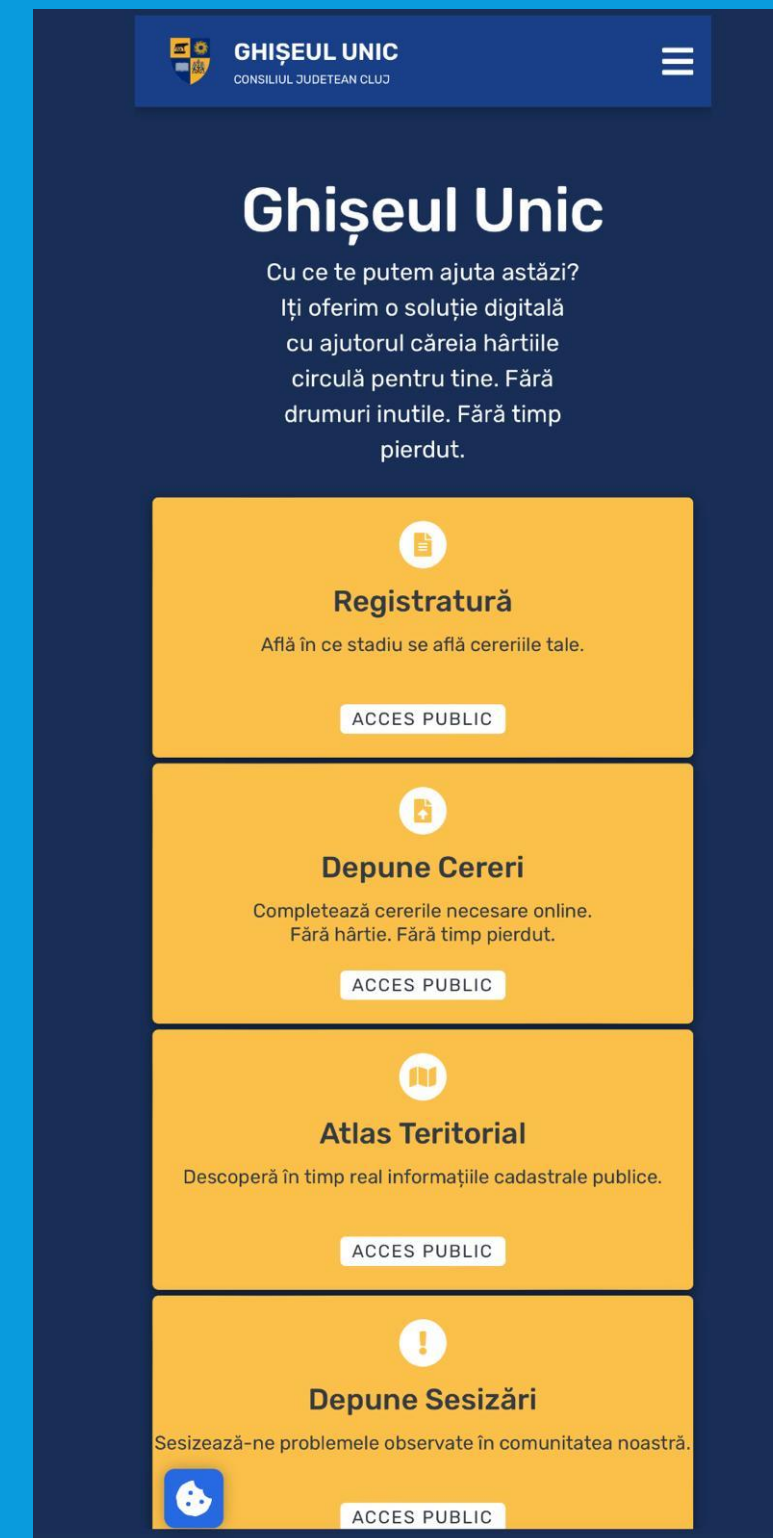 GHIȘEUL UNIC
CONSILIUL JUDETEAN CLUJ
Ghișeul Unic
Cu ce te putem ajuta astăzi?
Iți oferim o soluție digitală
cu ajutorul căreia hârtiile
circulă pentru tine. Fără
drumuri inutile. Fără timp
pierdut.
Registratură
Află în ce stadiu se află cereriile tale.
ACCES PUBLIC
Depune Cereri
Completează cererile necesare online.
Fără hârtie. Fără timp pierdut.
ACCES PUBLIC
Atlas Teritorial
Descoperă în timp real informațiile cadastrale publice.
ACCES PUBLIC
Depune Sesizări
Sesizează-ne problemele observate în comunitatea noastră.
ACCES PUBLIC